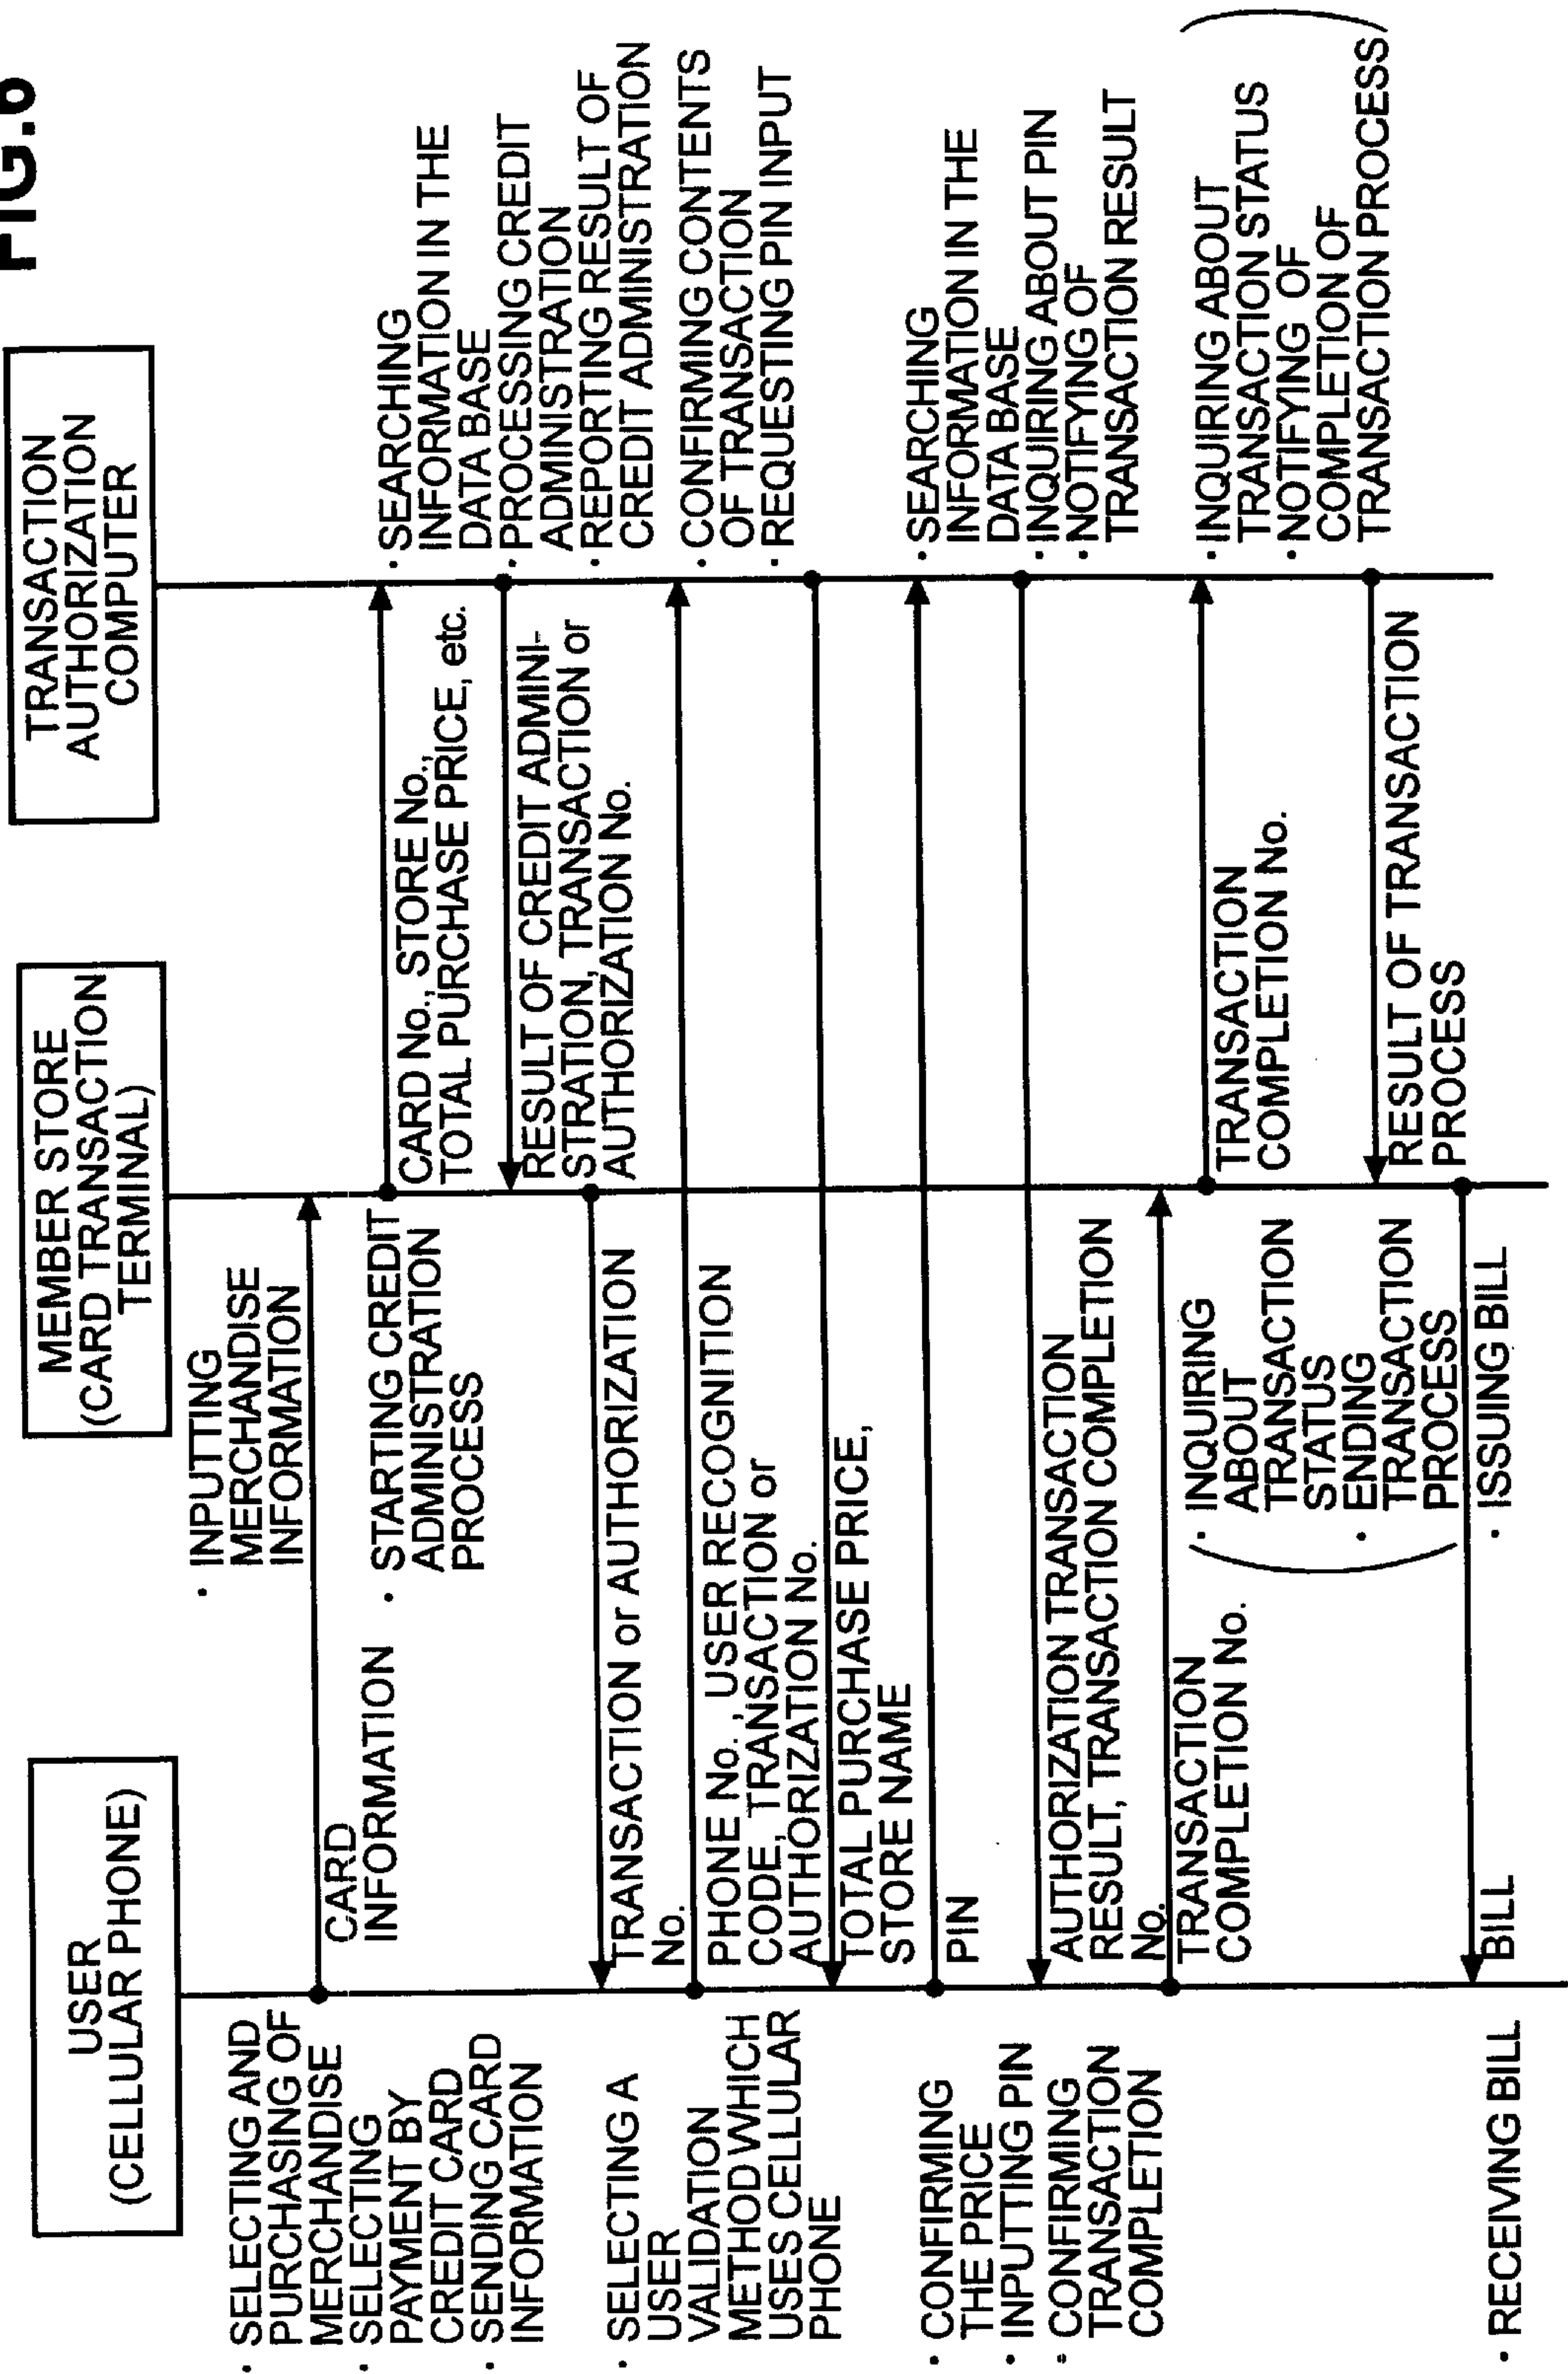 FIG.6
USER
(CELLULAR PHONE)
MEMBER STORE
(CARD TRANSACTION
TERMINAL)
TRANSACTION
AUTHORIZATION
COMPUTER
· SELECTING AND
PURCHASING OF
MERCHANDISE
· SELECTING
PAYMENT BY
CREDIT CARD
· SENDING CARD
INFORMATION
· SELECTING A
USER
VALIDATION
METHOD WHICH
USES CELLULAR
PHONE
· CONFIRMING
THE PRICE
· INPUTTING PIN
· CONFIRMING
TRANSACTION
COMPLETION
· RECEIVING BILL
CARD
INFORMATION
TRANSACTION or AUTHORIZATION
No.
PHONE No., USER RECOGNITION
CODE, TRANSACTION or
AUTHORIZATION No.
TOTAL PURCHASE PRICE,
STORE NAME
PIN
AUTHORIZATION TRANSACTION
RESULT, TRANSACTION COMPLETION
No.
TRANSACTION
COMPLETION No.
BILL
· INPUTTING
MERCHANDISE
INFORMATION
· STARTING CREDIT
ADMINISTRATION
PROCESS
· INQUIRING
ABOUT
TRANSACTION
STATUS
· ENDING
TRANSACTION
PROCESS
· ISSUING BILL
CARD No., STORE No.,
TOTAL PURCHASE PRICE, etc.
RESULT OF CREDIT ADMINI-
STRATION, TRANSACTION or
AUTHORIZATION No.
TRANSACTION
COMPLETION No.
RESULT OF TRANSACTION
PROCESS
· SEARCHING
INFORMATION IN THE
DATA BASE
· PROCESSING CREDIT
ADMINISTRATION
· REPORTING RESULT OF
CREDIT ADMINISTRATION
· CONFIRMING CONTENTS
OF TRANSACTION
· REQUESTING PIN INPUT
· SEARCHING
INFORMATION IN THE
DATA BASE
· INQUIRING ABOUT PIN
· NOTIFYING OF
TRANSACTION RESULT
· INQUIRING ABOUT
TRANSACTION STATUS
· NOTIFYING OF
COMPLETION OF
TRANSACTION PROCESS